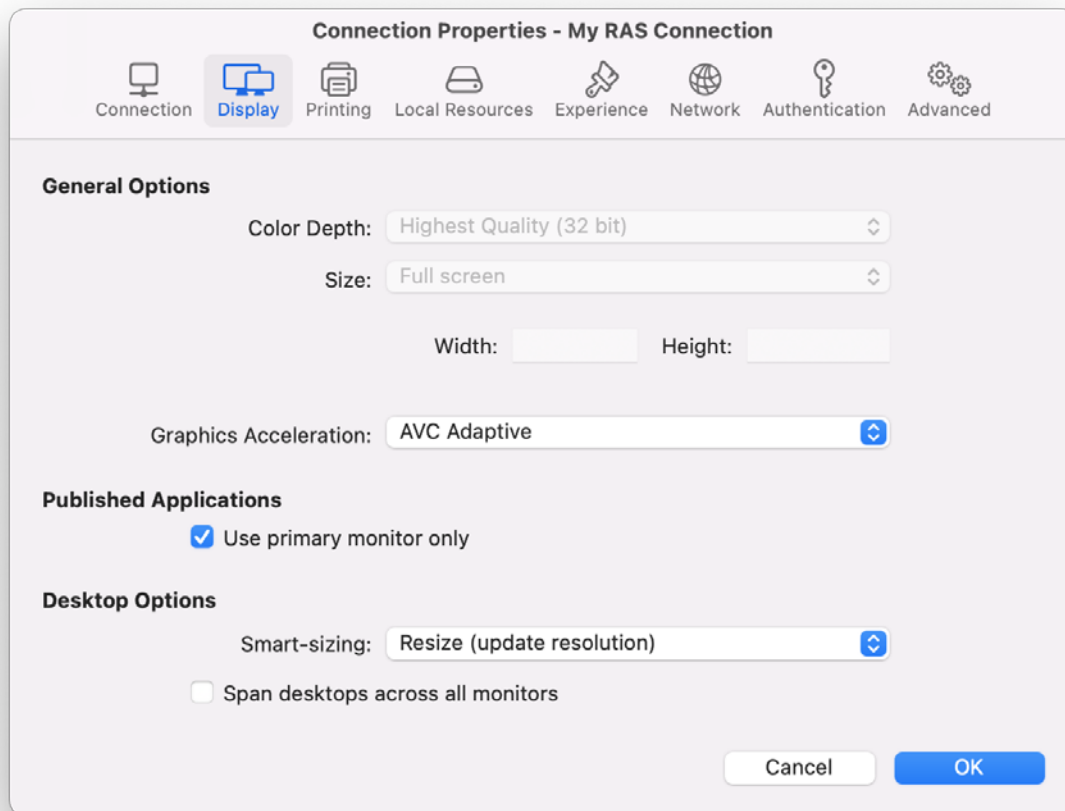 Connection Properties - My RAS Connection
Connection Display Printing Local Resources Experience Network Authentication Advanced
General Options
Color Depth: Highest Quality (32 bit)
Size: Full screen
Width: Height:
Graphics Acceleration: AVC Adaptive
Published Applications
Use primary monitor only
Desktop Options
Smart-sizing: Resize (update resolution)
Span desktops across all monitors
Cancel OK